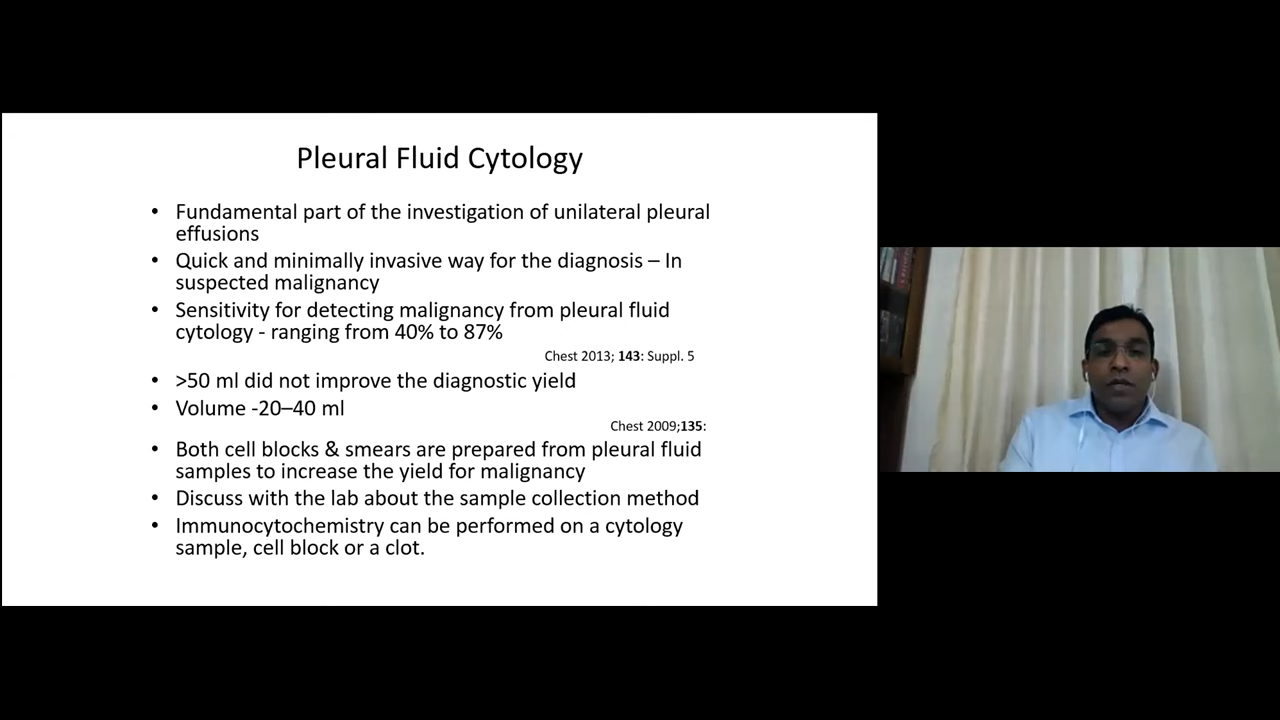 Pleural Fluid Cytology
• Fundamental part of the investigation of unilateral pleural
effusions
• Quick and minimally invasive way for the diagnosis – In
suspected malignancy
• Sensitivity for detecting malignancy from pleural fluid
cytology - ranging from 40% to 87%
Chest 2013; 143: Suppl. 5
• >50 ml did not improve the diagnostic yield
• Volume -20–40 ml
Chest 2009;135:
• Both cell blocks & smears are prepared from pleural fluid
samples to increase the yield for malignancy
• Discuss with the lab about the sample collection method
• Immunocytochemistry can be performed on a cytology
sample, cell block or a clot.